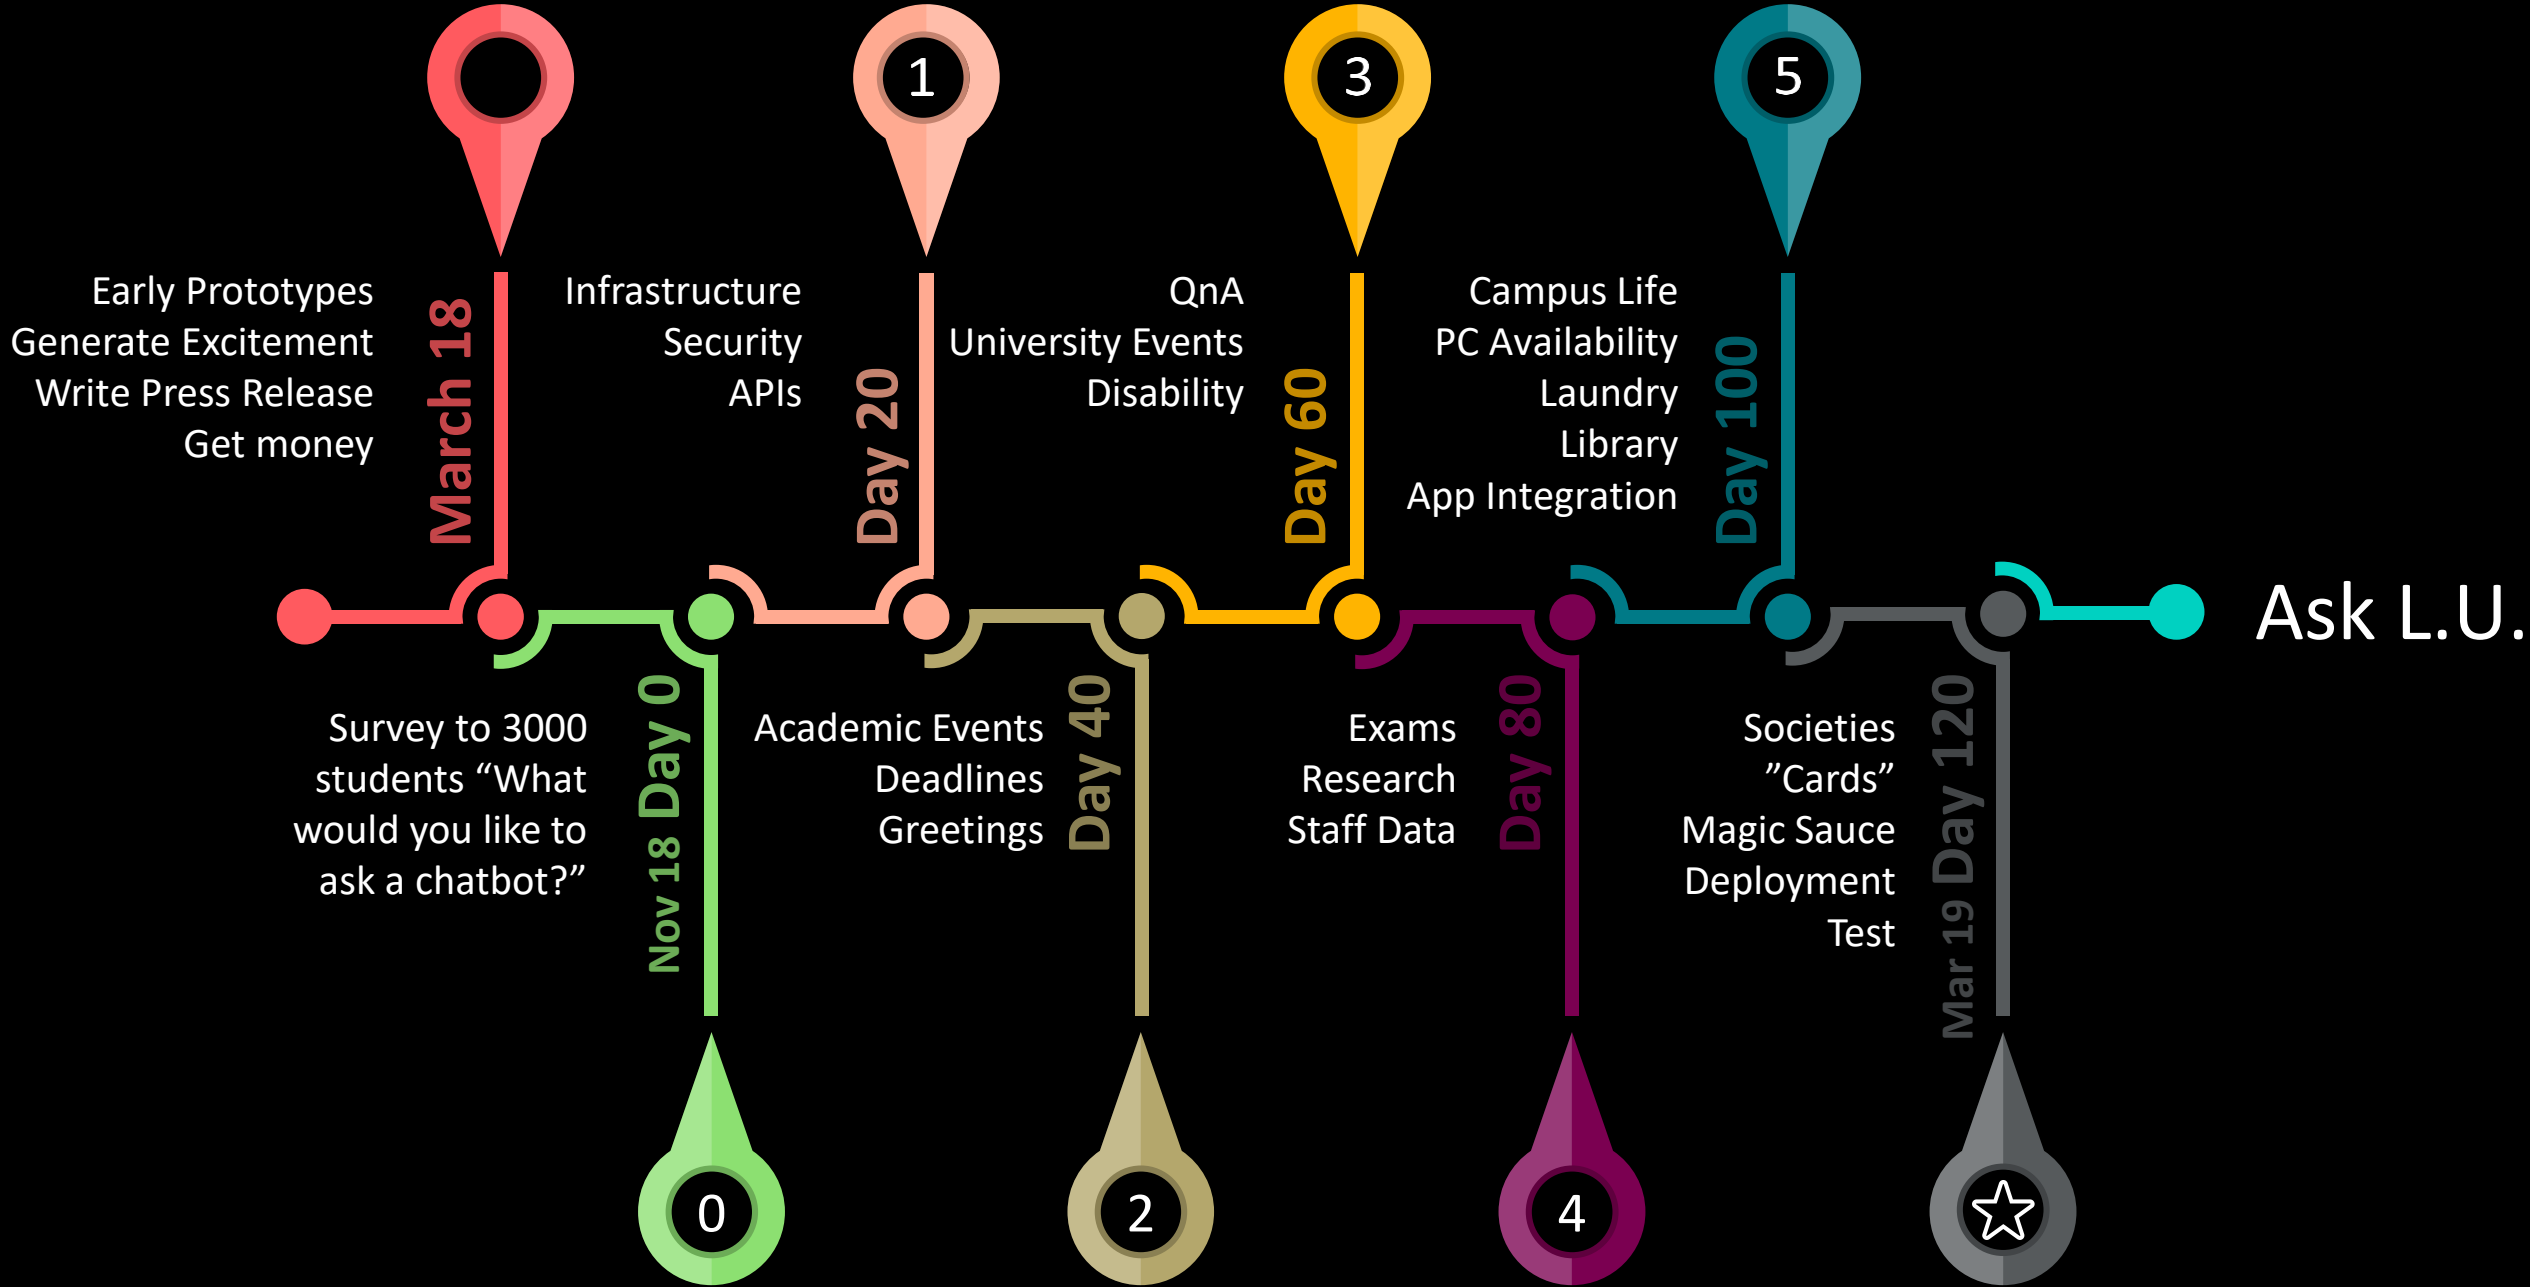 Early Prototypes
Generate Excitement
Write Press Release
Get money
March 18
Survey to 3000
students “What
would you like to
ask a chatbot?”
Nov 18 Day 0
0
1
Infrastructure
Security
APIs
Day 20
Academic Events
Deadlines
Greetings
Day 40
2
3
QnA
University Events
Disability
Day 60
Exams
Research
Staff Data
Day 80
4
5
Campus Life
PC Availability
Laundry
Library
App Integration
Day 100
Societies
”Cards”
Magic Sauce
Deployment
Test
Mar 19 Day 120
Ask L.U.